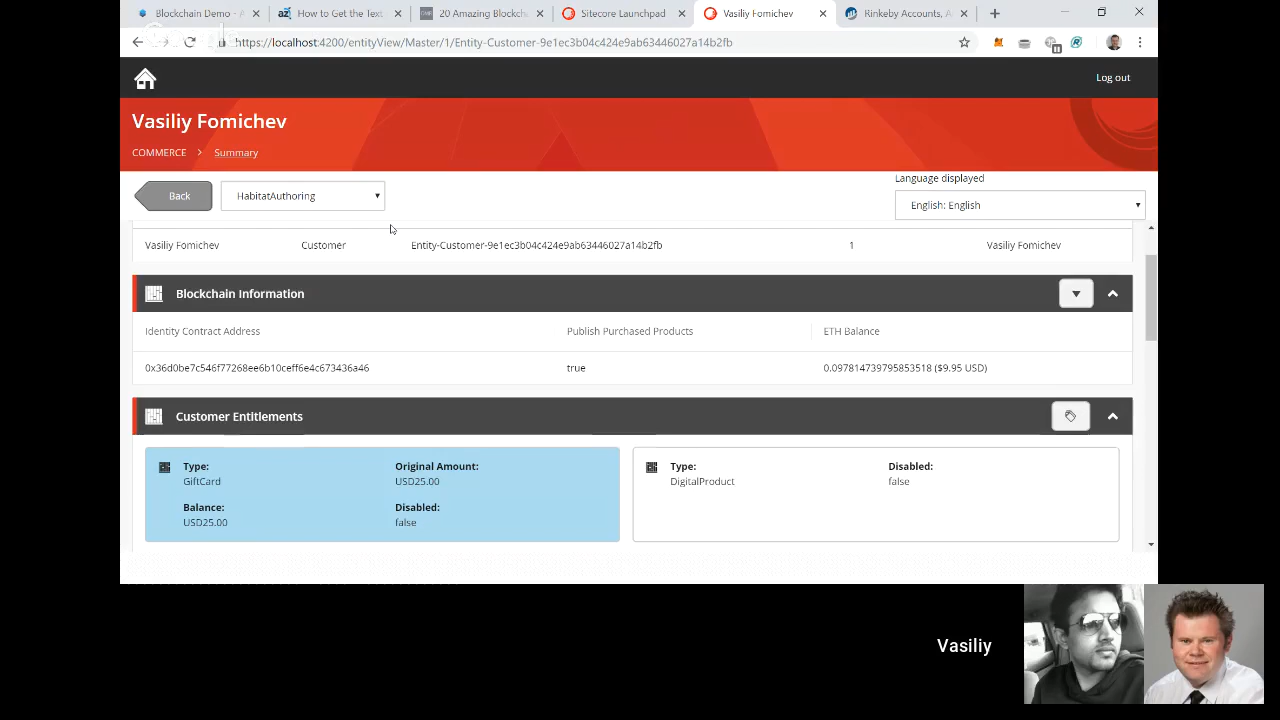 Blockchain Demo - A
How to Get the Text
20 Amazing Blockcha
Sitecore Launchpad
Vasiliy Fomichev
Rinkeby Accounts, A
https://localhost:4200/entityView/Master/1/Entity-Customer-9e1ec3b04c424e9ab63446027a14b2fb
Log out
Vasiliy Fomichev
COMMERCE > Summary
Language displayed
Back
HabitatAuthoring
English: English
Vasiliy Fomichev Customer Entity-Customer-9e1ec3b04c424e9ab63446027a14b2fb 1 Vasiliy Fomichev
Blockchain Information
Identity Contract Address Publish Purchased Products ETH Balance
0x36d0be7c546f77268ee6b10ceff6e4c673436a46 true 0.097814739795853518 ($9.95 USD)
Customer Entitlements
Type: Original Amount: Type: Disabled:
GiftCard USD25.00 DigitalProduct false
Balance: Disabled:
USD25.00 false
Vasiliy